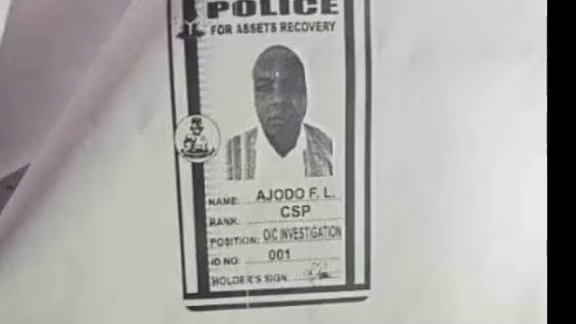 POLICE
FOR ASSETS RECOVERY
NAME: AJODO F. L.
RANK: CSP
POSITION: O/C INVESTIGATION
ID NO: 001
HOLDER'S SIGN: